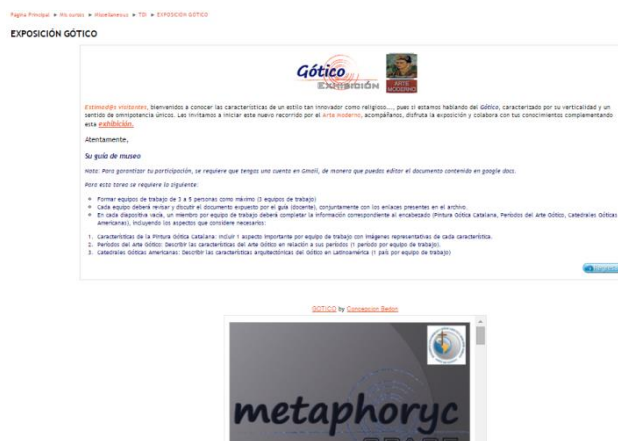 Página Principal ► Mis cursos ► Miscellaneous ► TDI ► EXPOSICIÓN GÓTICO
EXPOSICIÓN GÓTICO
Gótico
EXHIBICIÓN
ARTE
MODERNO
Estimad@s visitantes, bienvenidos a conocer las características de un estilo tan innovador como religioso..., pues si estamos hablando del Gótico, caracterizado por su verticalidad y un
sentido de omnipotencia únicos. Las invitamos a iniciar este nuevo recorrido por el Arte moderno, acompáñanos, disfruta la exposición y colabora con tus conocimientos complementando
esta exhibición.
Atentamente,
Su guía de museo
Nota. Para garantizar tu participación, se requiere que tengas una cuenta en Gmail, de manera que puedas editar el documento contenido en google docs.
Para esta tarea se requiere lo siguiente:
Formar equipos de trabajo de 3 a 5 personas como máximo (3 equipos de trabajo)
Cada equipo deberá revisar y discutir el documento expuesto por el guía (docente), conjuntamente con los enlaces presentes en el archivo.
En cada diapositiva vacía, un miembro por equipo de trabajo deberá completar la información correspondiente al encabezado (Pintura Gótica Catalana, Períodos del Arte Gótico, Catedrales Góticas
Americanas), incluyendo los aspectos que considere necesarios:
1. Características de la Pintura Gótica Catalana: Incluir 1 aspecto importante por equipo de trabajo con imágenes representativas de cada característica.
2. Períodos del Arte Gótico: Describir las características del Arte Gótico en relación a sus períodos (1 período por equipo de trabajo).
3. Catedrales Góticas Americanas: Describir las características arquitectónicas del Gótico en Latinoamérica (1 país por equipo de trabajo)
GOTICO by Concepcion Bedon
metaphoryc